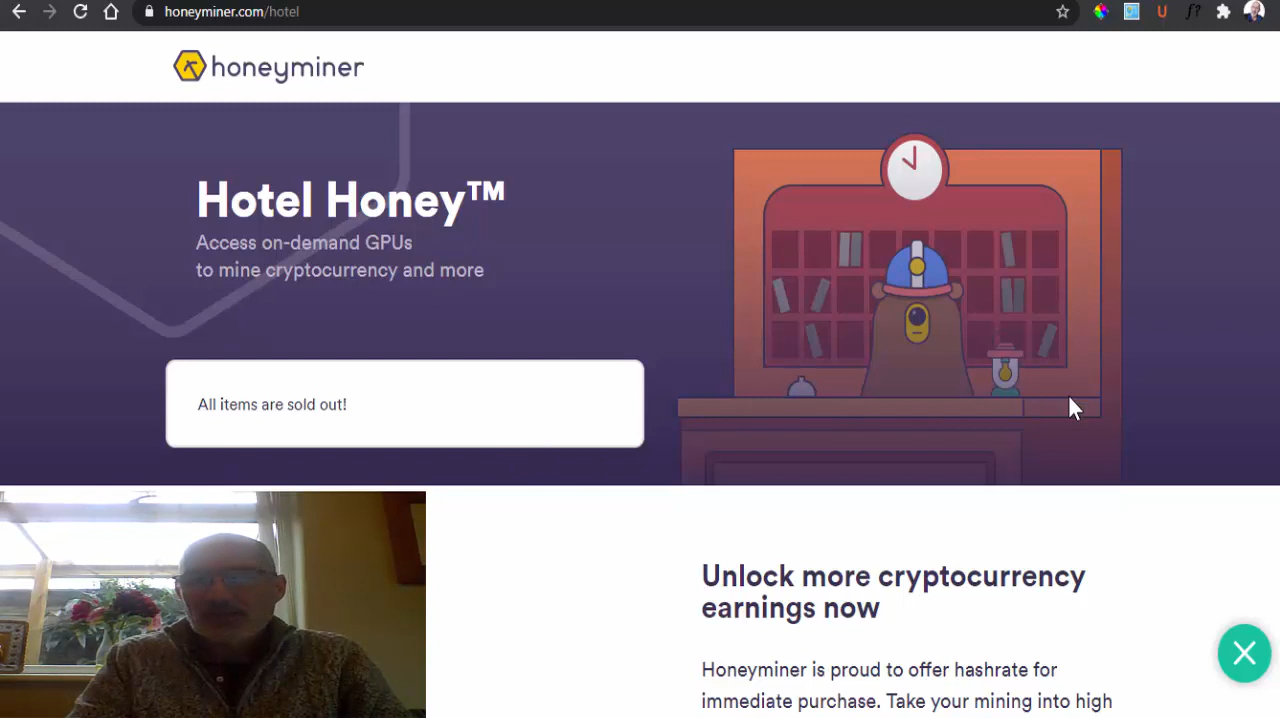 honeyminer.com/hotel
U
f?
honeyminer
Hotel Honey™
Access on-demand GPUs
to mine cryptocurrency and more
All items are sold out!
Unlock more cryptocurrency
earnings now
Honeyminer is proud to offer hashrate for
immediate purchase. Take your mining into high